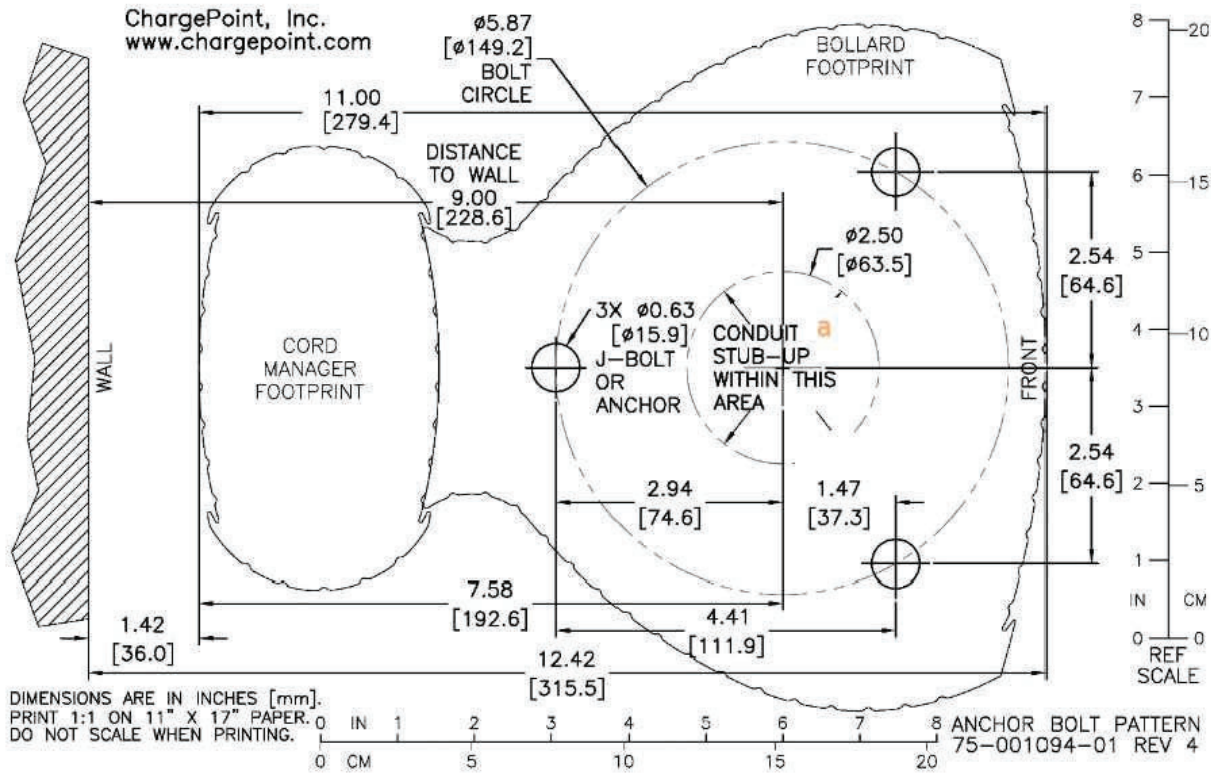 ChargePoint, Inc.
www.chargepoint.com
ø5.87
[ø149.2]
BOLT
CIRCLE
BOLLARD
FOOTPRINT
11.00
[279.4]
DISTANCE
TO WALL
9.00
[228.6]
ø2.50
[ø63.5]
2.54
[64.6]
3X ø0.63
[ø15.9]
J-BOLT
OR
ANCHOR
a
CONDUIT
STUB-UP
WITHIN THIS
AREA
WALL
CORD
MANAGER
FOOTPRINT
FRONT
2.54
[64.6]
2.94
[74.6]
1.47
[37.3]
7.58
[192.6]
4.41
[111.9]
1.42
[36.0]
12.42
[315.5]
8 20
7
6 15
5
4 10
3
2 5
1
IN CM
0 0
REF
SCALE
DIMENSIONS ARE IN INCHES [mm].
PRINT 1:1 ON 11" X 17" PAPER.
DO NOT SCALE WHEN PRINTING.
0 IN 1 2 3 4 5 6 7 8
0 CM 5 10 15 20
ANCHOR BOLT PATTERN
75-001094-01 REV 4